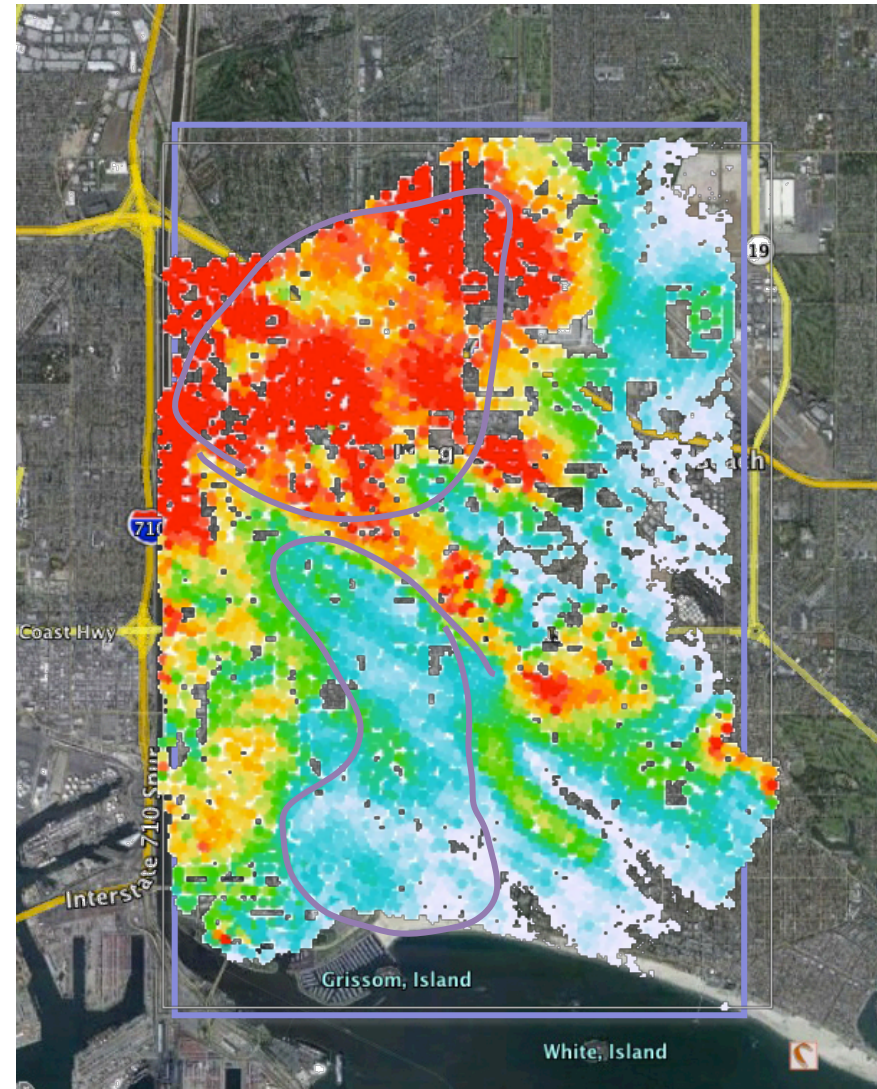 19
710
Coast Hwy
Interstate 710 Spur
Grissom, Island
White, Island